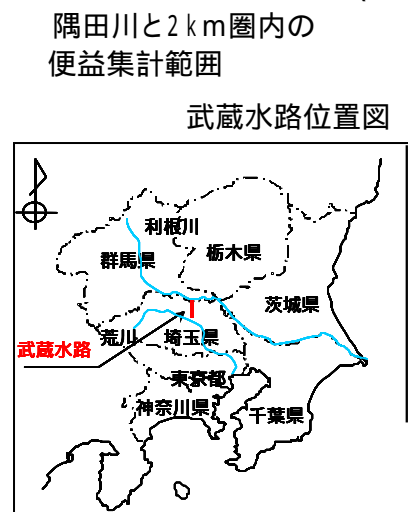 隅田川と2km圏内の
便益集計範囲
武蔵水路位置図
利根川
栃木県
群馬県
茨城県
荒川
埼玉県
武蔵水路
東京都
神奈川県
千葉県